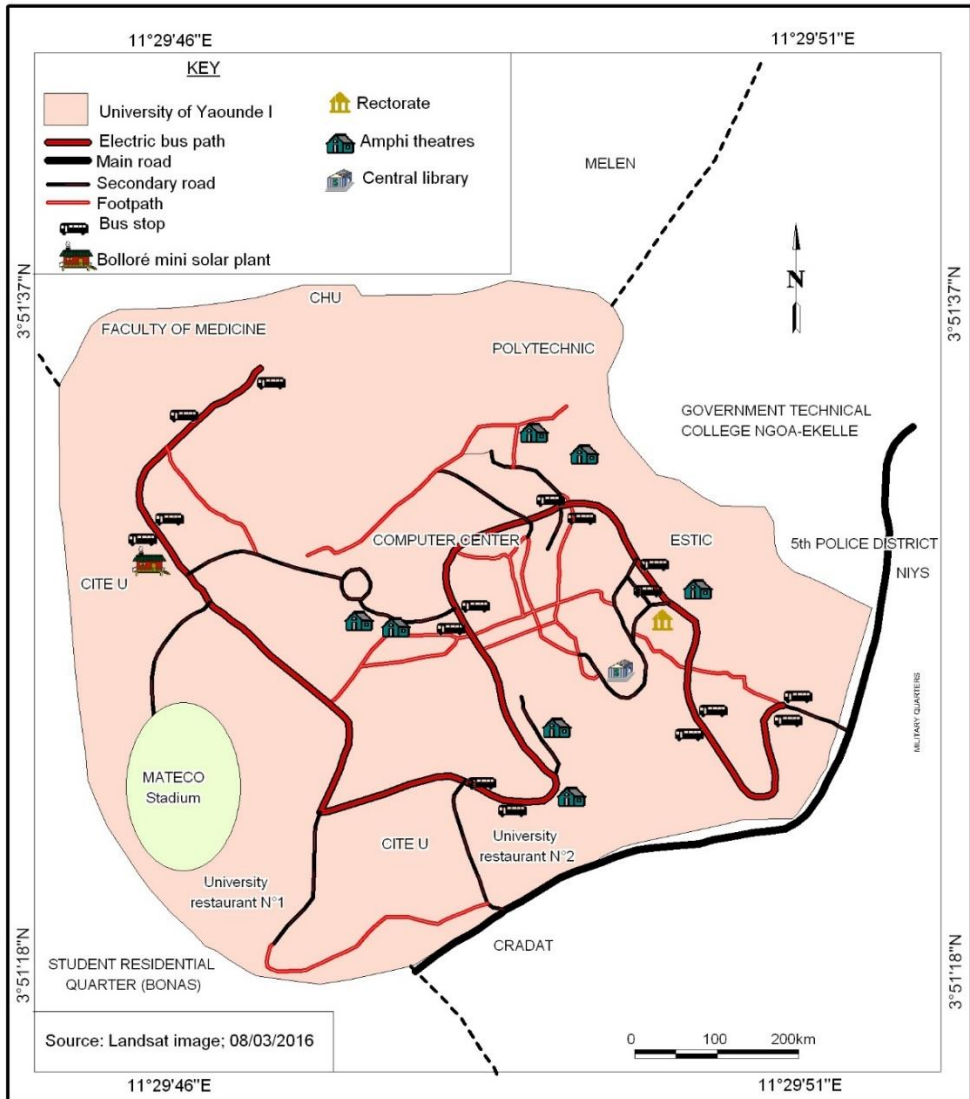 11°29'46"E
11°29'51"E
KEY
University of Yaounde I
Electric bus path
Main road
Secondary road
Footpath
Bus stop
Bolloré mini solar plant
Rectorate
Amphi theatres
Central library
MELEN
N
3°51'37"N
3°51'37"N
CHU
FACULTY OF MEDICINE
POLYTECHNIC
GOVERNMENT TECHNICAL
COLLEGE NGOA-EKELLE
COMPUTER CENTER
ESTIC
5th POLICE DISTRICT
NIYS
CITE U
MILITARY QUARTERS
MATECO
Stadium
CITE U
University
restaurant N°2
University
restaurant N°1
CRADAT
STUDENT RESIDENTIAL
QUARTER (BONAS)
3°51'18"N
3°51'18"N
Source: Landsat image; 08/03/2016
0 100 200km
11°29'46"E
11°29'51"E